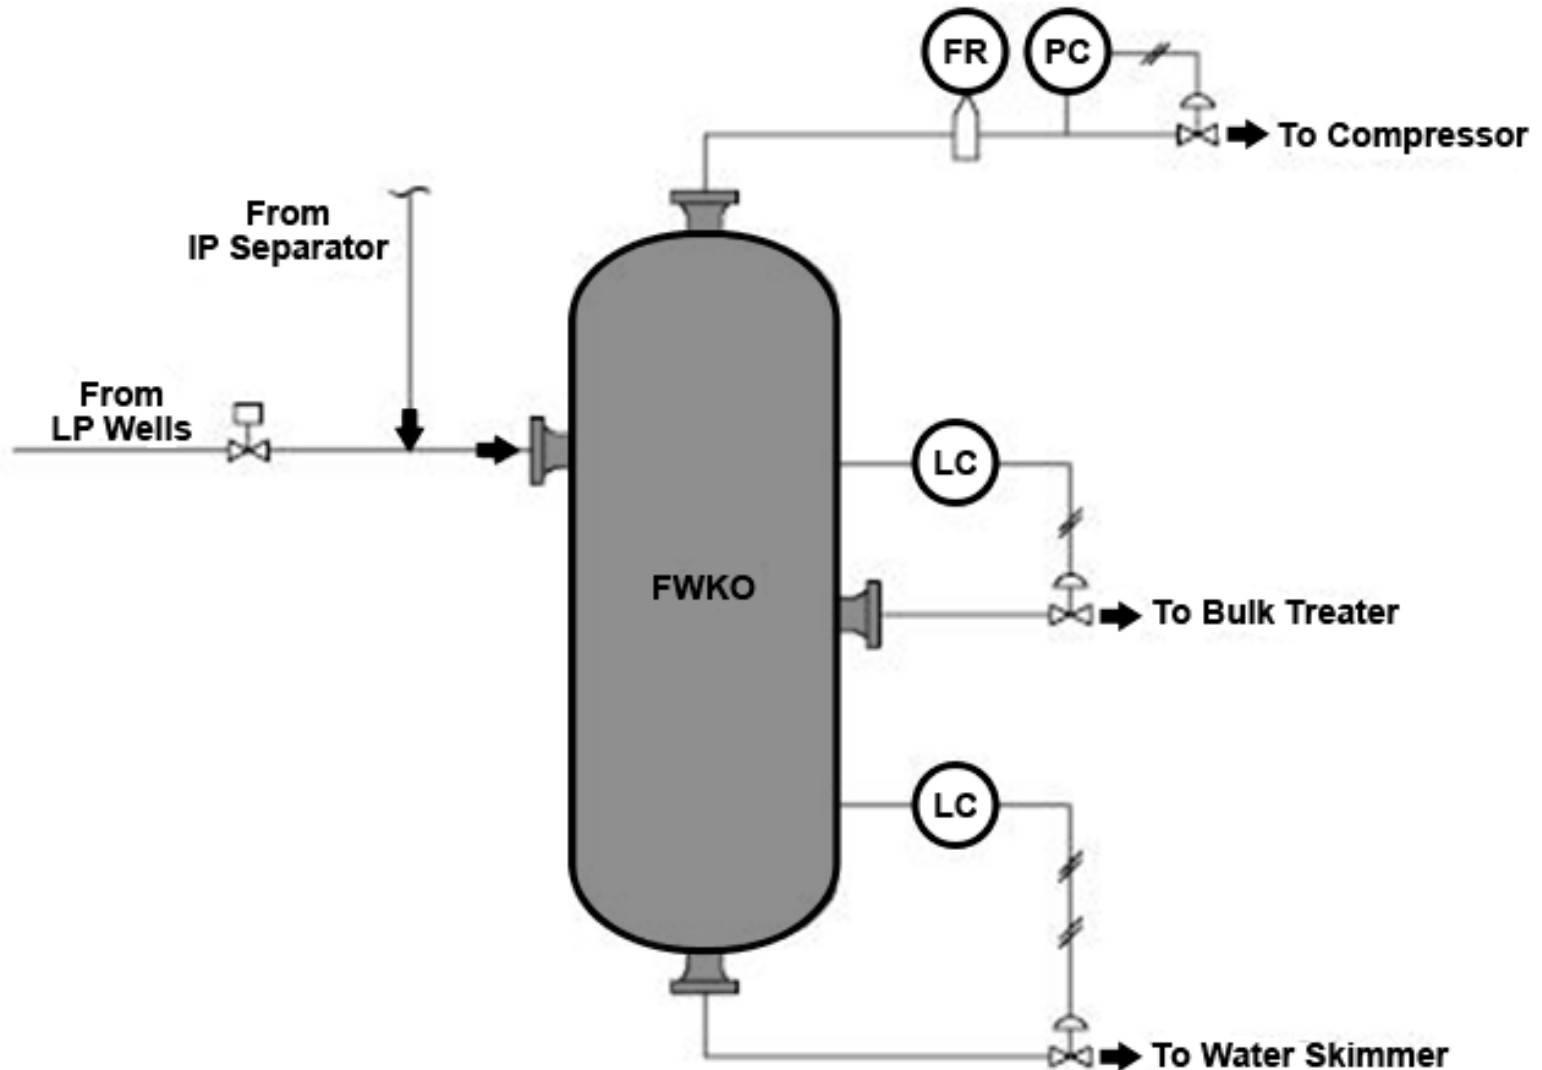 FR
PC
To Compressor
From
IP Separator
From
LP Wells
LC
FWKO
To Bulk Treater
LC
To Water Skimmer